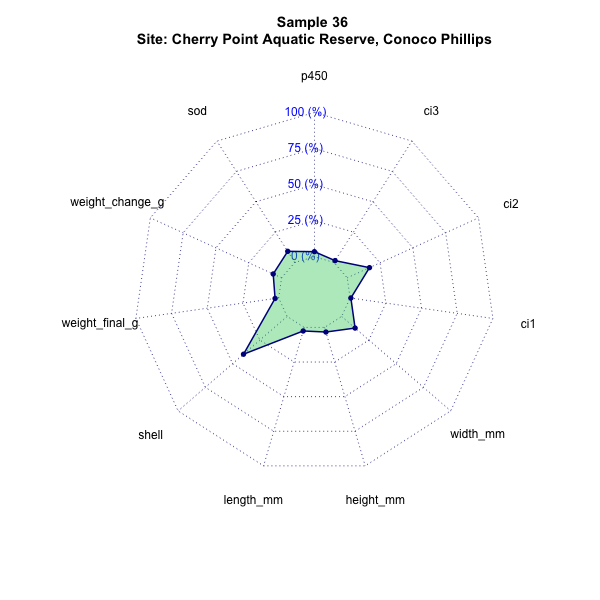 Sample 36
Site: Cherry Point Aquatic Reserve, Conoco Phillips
p450
sod
100 (%)
ci3
75 (%)
50 (%)
weight_change_g
ci2
25 (%)
0 (%)
weight_final_g
ci1
shell
width_mm
length_mm
height_mm